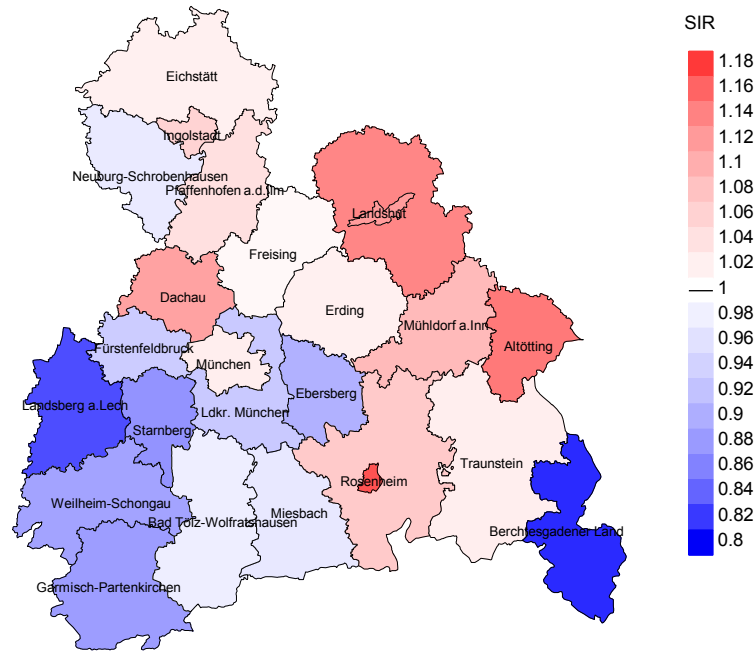 SIR
1.18
1.16
1.14
1.12
1.1
1.08
1.06
1.04
1.02
1
0.98
0.96
0.94
0.92
0.9
0.88
0.86
0.84
0.82
0.8
Eichstätt
Ingolstadt
Neuburg-Schrobenhausen
Pfaffenhofen a.d.Ilm
Landshut
Freising
Dachau
Erding
Mühldorf a.Inn
Altötting
Fürstenfeldbruck
München
Ebersberg
Landsberg a.Lech
Ldkr. München
Starnberg
Traunstein
Rosenheim
Weilheim-Schongau
Miesbach
Bad Tölz-Wolfratshausen
Berchtesgadener Land
Garmisch-Partenkirchen